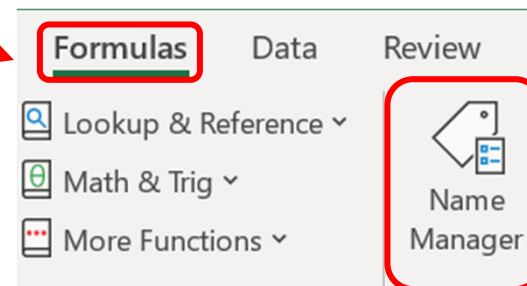 Formulas Data Review
Lookup & Reference
Math & Trig
More Functions
Name
Manager